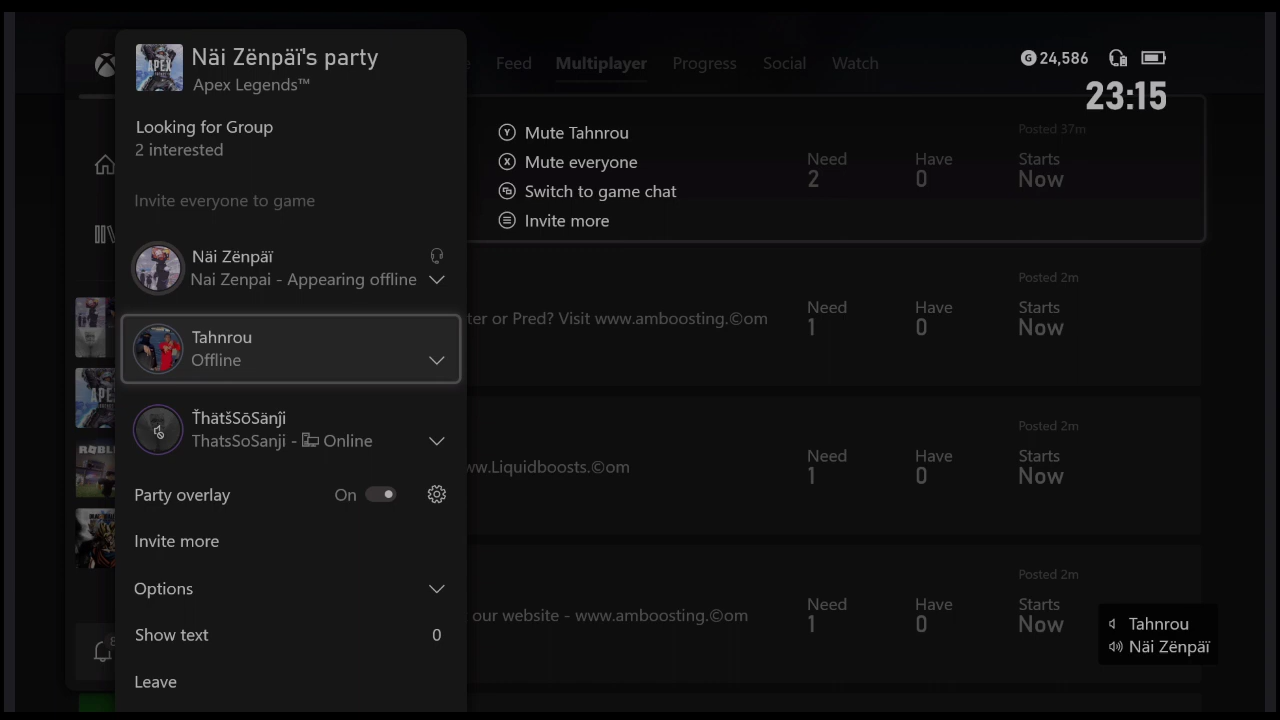 Näi Zënpäï's party
Apex Legends™
Looking for Group
2 interested
Invite everyone to game
Näi Zënpäï
Nai Zenpai - Appearing offline
Tahnrou
Offline
ŤhätšSōSänĵï
ThatsSoSanji - Online
Party overlay
On
Invite more
Options
Show text
0
Leave
Feed
Multiplayer
Progress
Social
Watch
G 24,586
23:15
Y Mute Tahnrou
X Mute everyone
Switch to game chat
Invite more
Posted 37m
Need
Have
Starts
2
0
Now
Posted 2m
ter or Pred? Visit www.amboosting.©om
Need
Have
Starts
1
0
Now
Posted 2m
ww.Liquidboosts.©om
Need
Have
Starts
1
0
Now
Posted 2m
our website - www.amboosting.©om
Need
Have
Starts
1
0
Now
Tahnrou
Näi Zënpäï
APEX
APE
ROBL